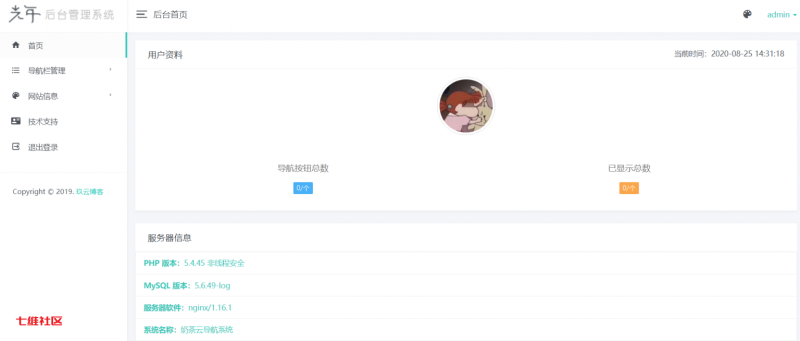 光年 后台管理系统
后台首页
admin
首页
导航栏管理
网站信息
技术支持
退出登录
Copyright © 2019. 玖云博客
七维社区
用户资料
当前时间：2020-08-25 14:31:18
导航按钮总数
0/个
已显示总数
0/个
服务器信息
PHP 版本：5.4.45 非线程安全
MySQL 版本：5.6.49-log
服务器软件：nginx/1.16.1
系统名称：奶茶云导航系统